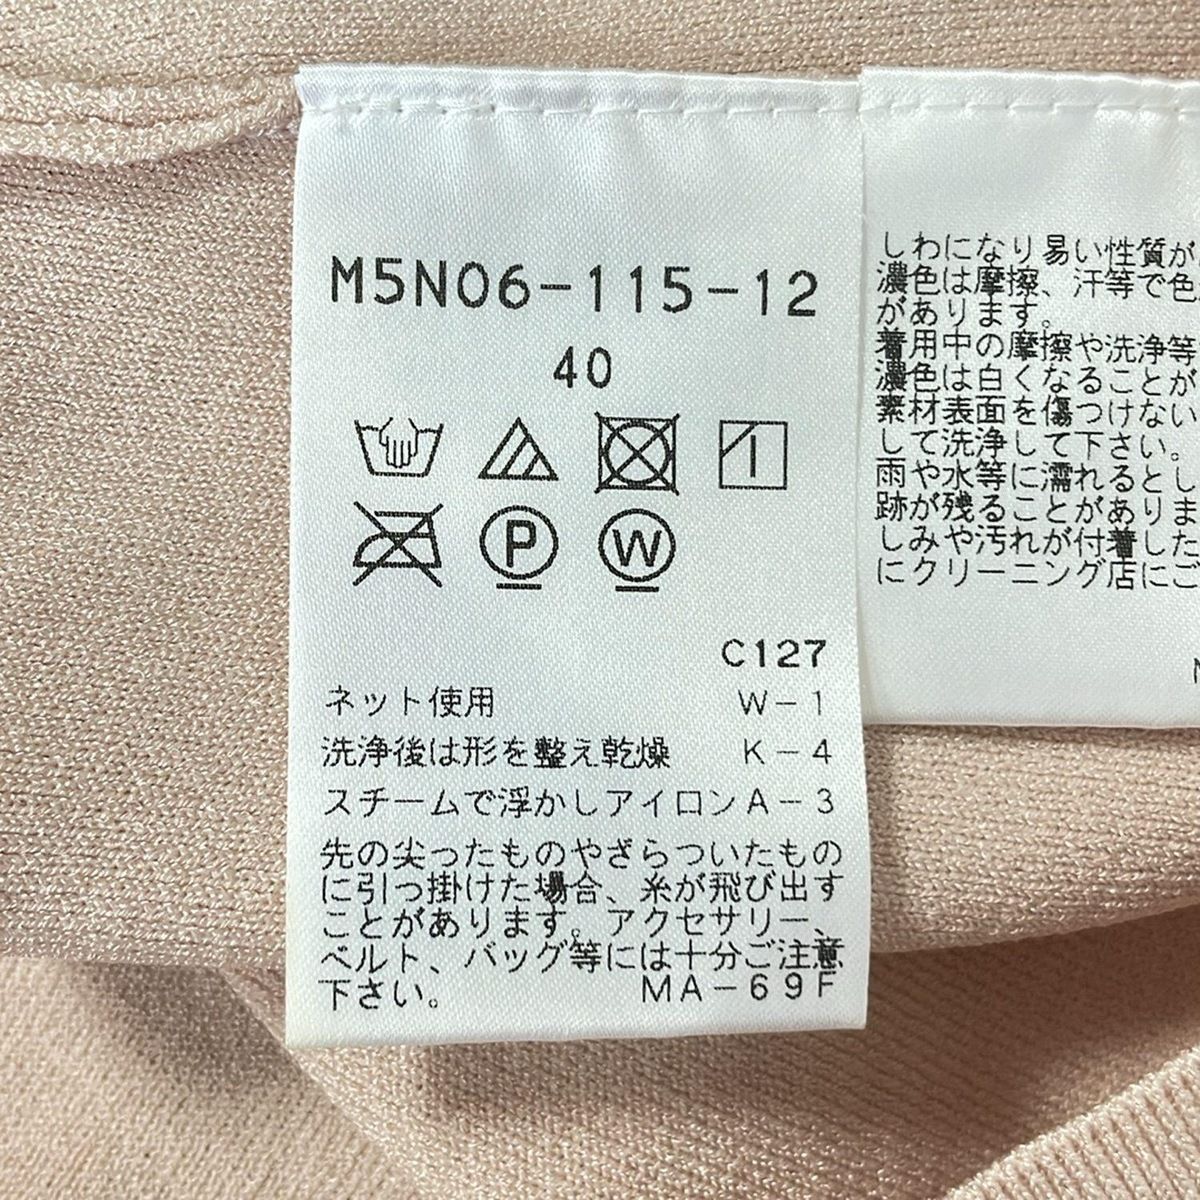 M5N06-115-12
40
P
W
C127
ネット使用 W-1
洗浄後は形を整え乾燥 K-4
スチームで浮かしアイロン A-3
先の尖ったものやざらついたもの
に引っ掛けた場合、糸が飛び出す
ことがあります。アクセサリー、
ベルト、バッグ等には十分ご注意
下さい。 MA-69F
しわになり易い性質が
濃色は摩擦、汗等で色
があります。
着用中の摩擦や洗浄等
濃色は白くなることが
素材表面を傷つけない
して洗浄して下さい。
雨や水等に濡れるとし
跡が残ることがありま
しみや汚れが付着した
にクリーニング店にご